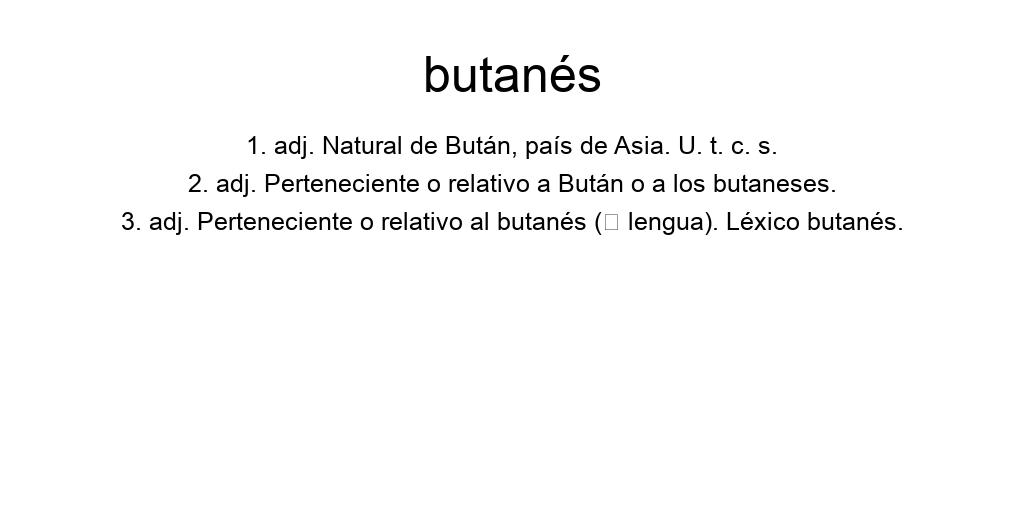 butanés
1. adj. Natural de Bután, país de Asia. U. t. c. s.
2. adj. Perteneciente o relativo a Bután o a los butaneses.
3. adj. Perteneciente o relativo al butanés (□ lengua). Léxico butanés.